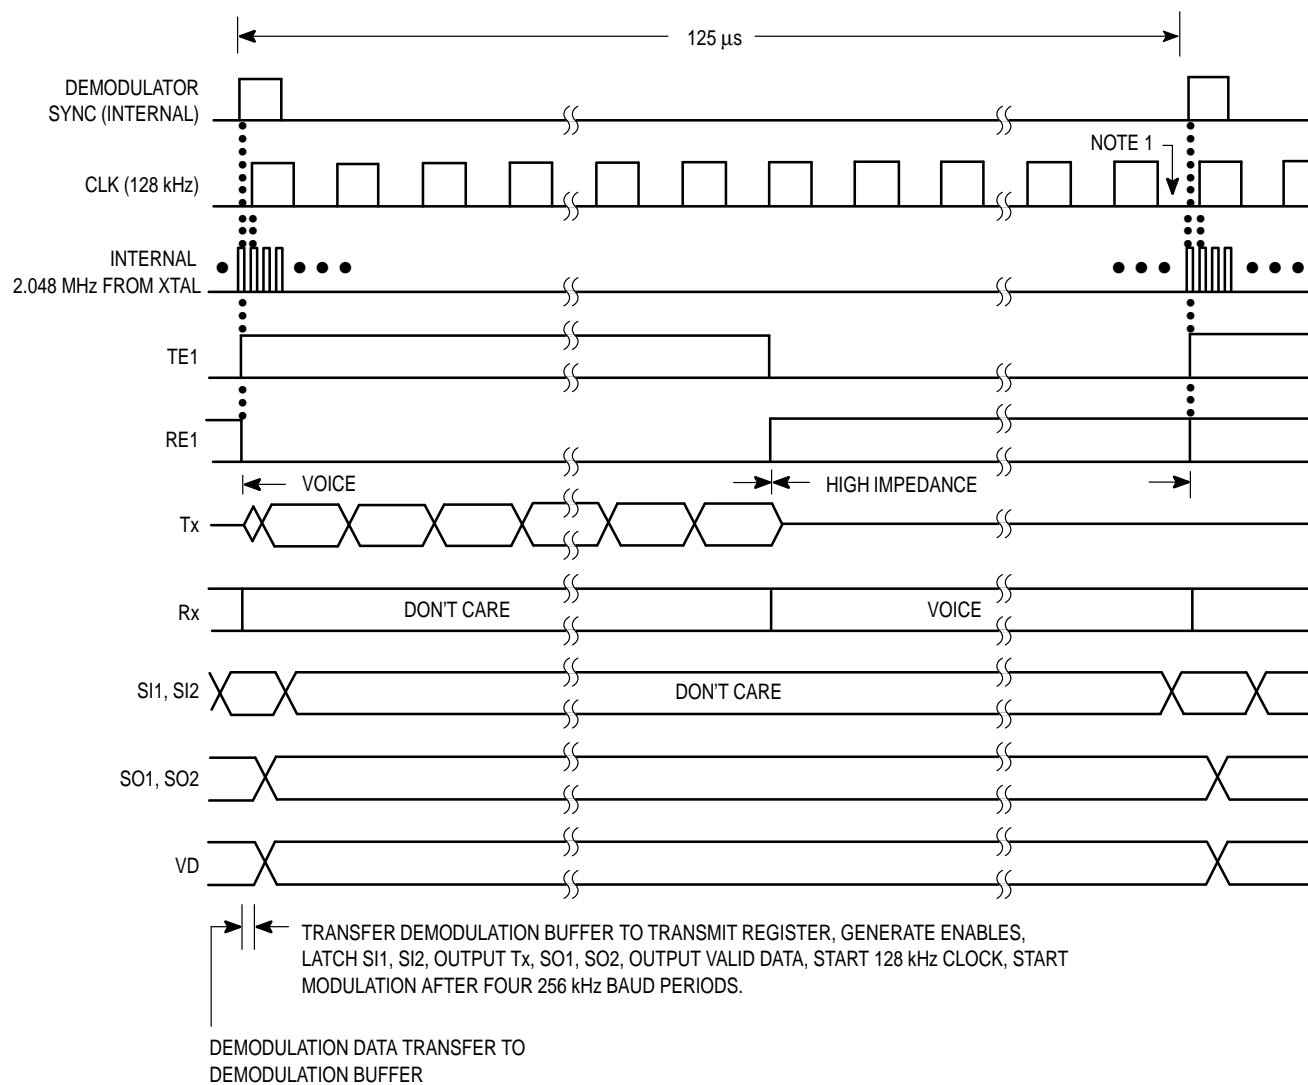 125 µs
DEMODULATOR
SYNC (INTERNAL)
NOTE 1
CLK (128 kHz)
INTERNAL
2.048 MHz FROM XTAL
TE1
RE1
VOICE
HIGH IMPEDANCE
Tx
Rx
DON'T CARE
VOICE
SI1, SI2
DON'T CARE
SO1, SO2
VD
TRANSFER DEMODULATION BUFFER TO TRANSMIT REGISTER, GENERATE ENABLES,
LATCH SI1, SI2, OUTPUT Tx, SO1, SO2, OUTPUT VALID DATA, START 128 kHz CLOCK, START
MODULATION AFTER FOUR 256 kHz BAUD PERIODS.
DEMODULATION DATA TRANSFER TO
DEMODULATION BUFFER